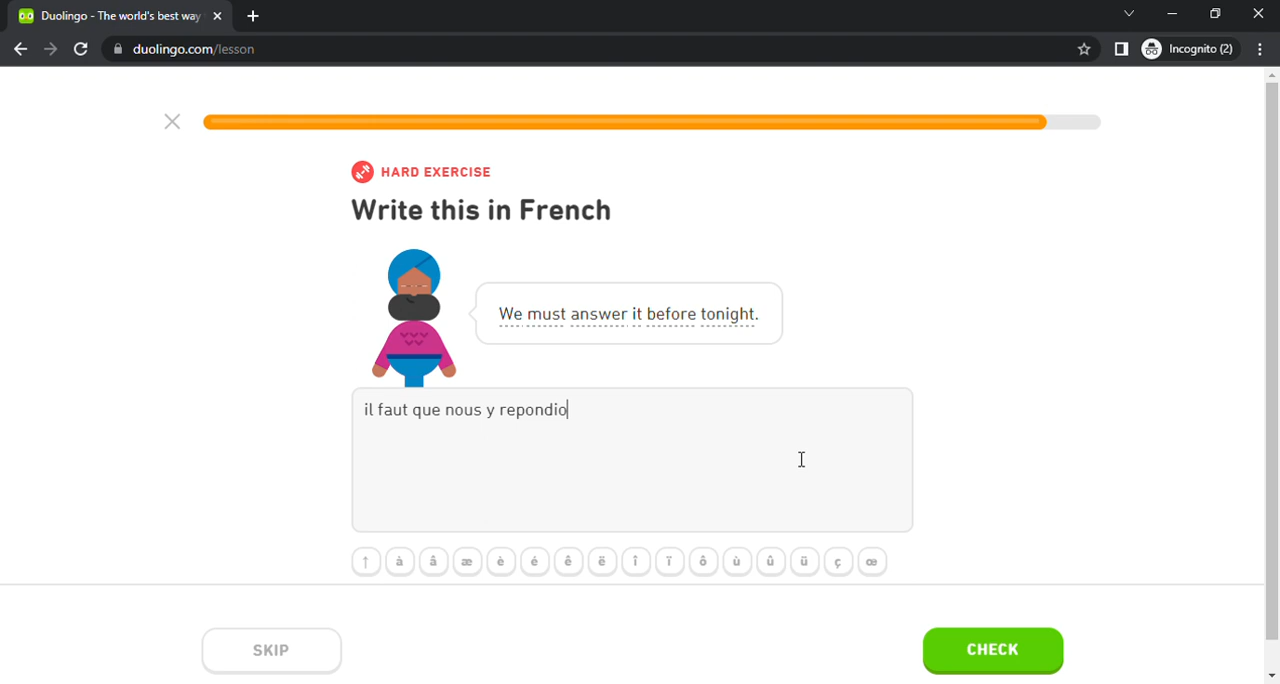 Duolingo - The world's best way
duolingo.com/lesson
Incognito (2)
HARD EXERCISE
Write this in French
We must answer it before tonight.
il faut que nous y repondio
↑ à â æ è é ê ë î ï ô ù û ü ç œ
SKIP
CHECK